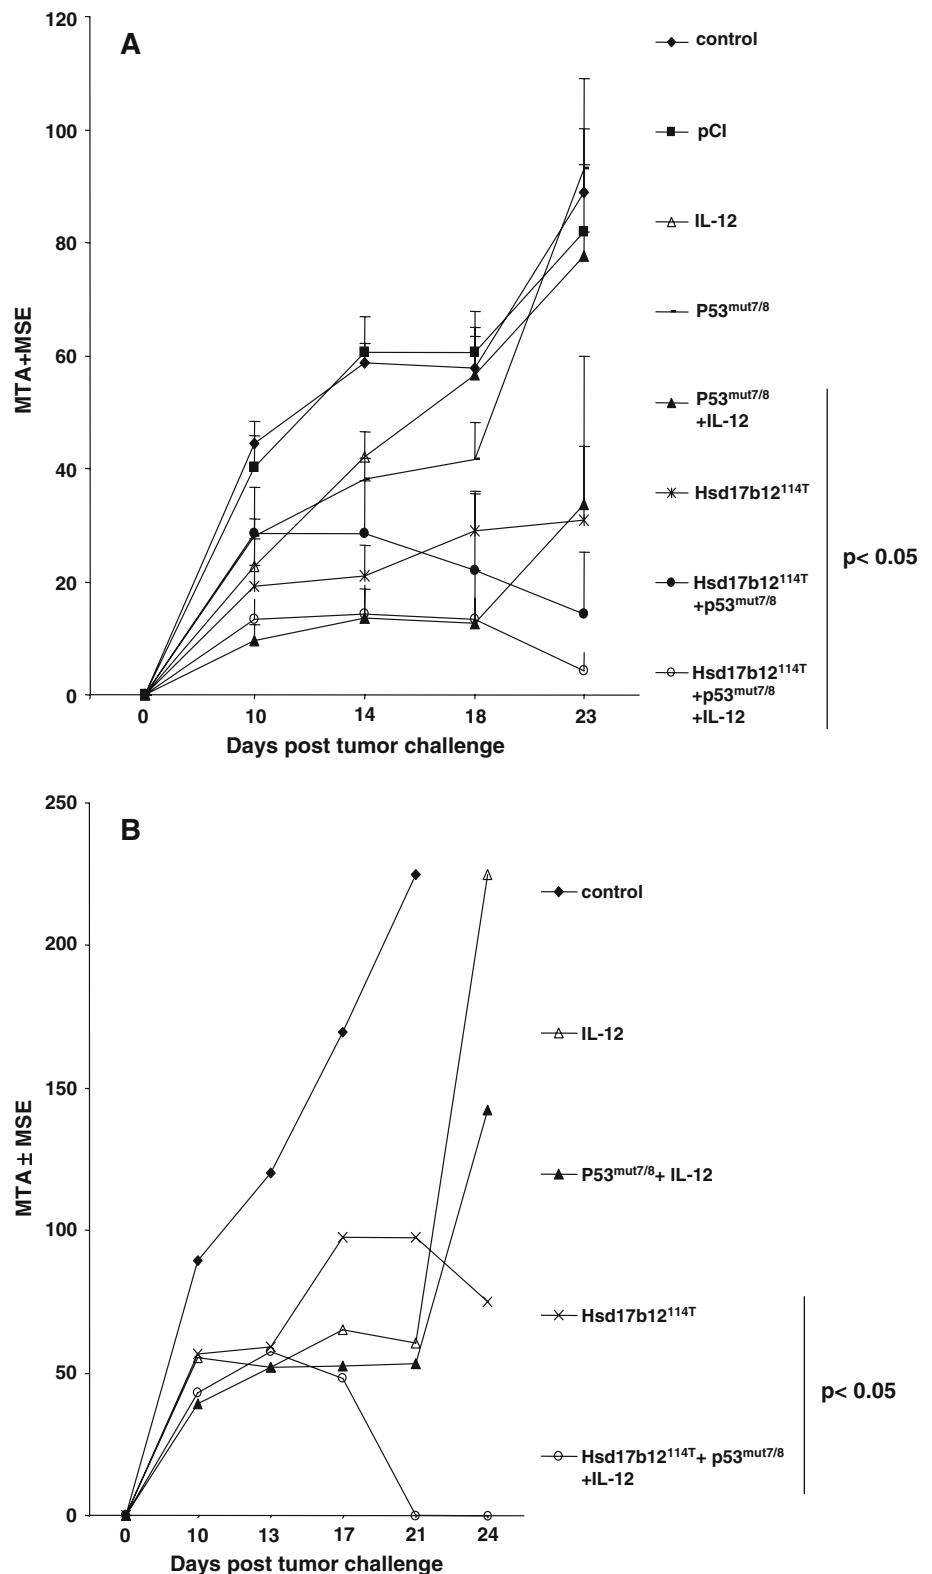 120
100
80
60
40
20
0
MTA+MSE
A
0 10 14 18 23
Days post tumor challenge
control
pCI
IL-12
P53mut7/8
P53mut7/8
+IL-12
Hsd17b12114T
Hsd17b12114T
+p53mut7/8
Hsd17b12114T
+p53mut7/8
+IL-12
p< 0.05
250
200
150
100
50
0
MTA ± MSE
B
0 10 13 17 21 24
Days post tumor challenge
control
IL-12
P53mut7/8+ IL-12
Hsd17b12114T
Hsd17b12114T+ p53mut7/8
+IL-12
p< 0.05